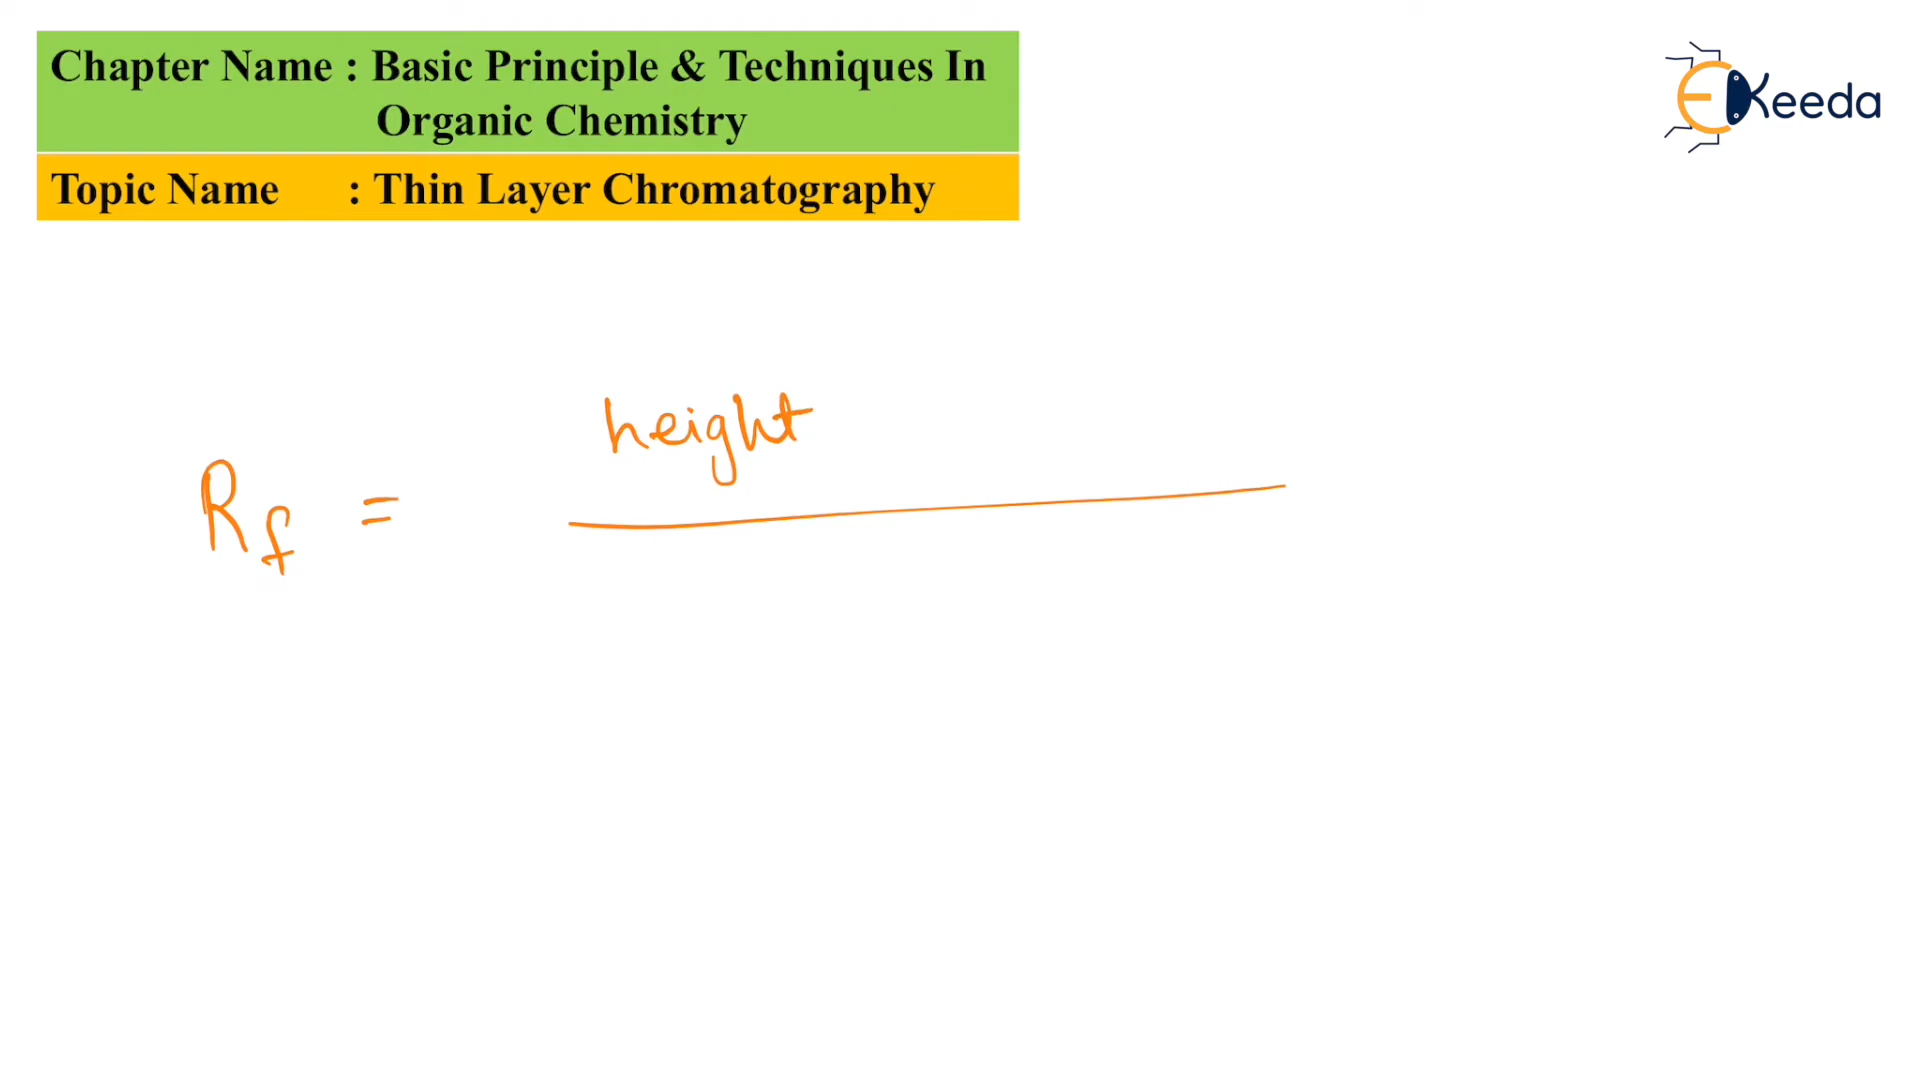 Chapter Name : Basic Principle & Techniques In
Organic Chemistry
Topic Name : Thin Layer Chromatography
EKeeda
height
Rf =